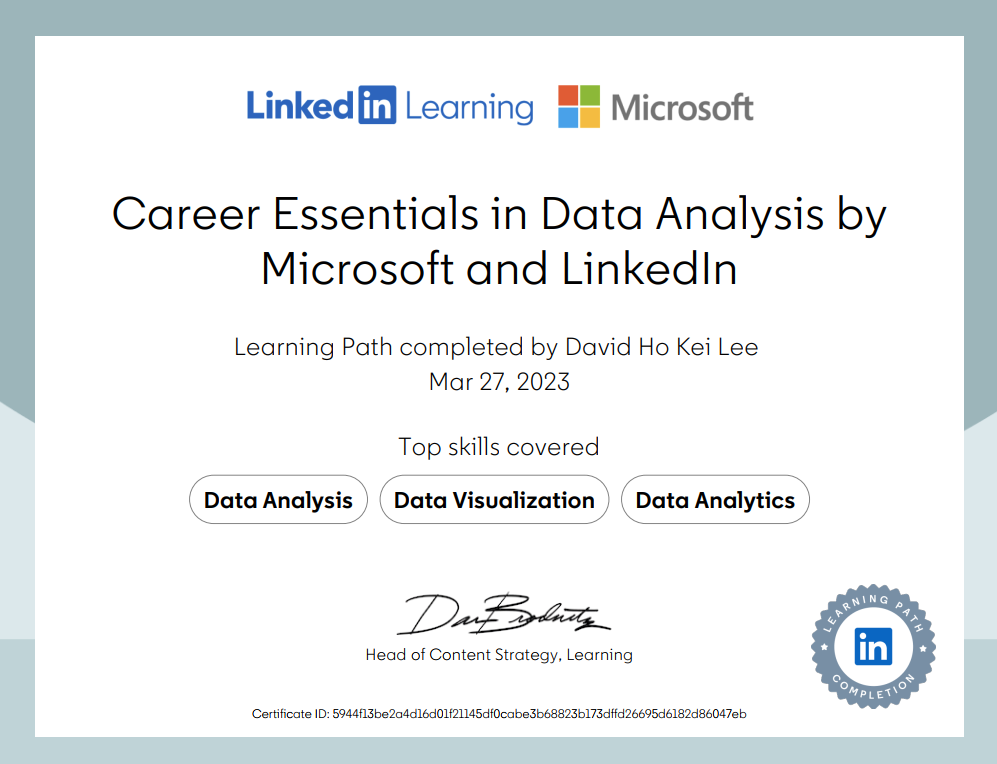 LinkedIn Learning Microsoft
Career Essentials in Data Analysis by
Microsoft and LinkedIn
Learning Path completed by David Ho Kei Lee
Mar 27, 2023
Top skills covered
Data Analysis Data Visualization Data Analytics
Dan Brodnitz
Head of Content Strategy, Learning
LEARNING PATH
in
COMPLETION
Certificate ID: 5944f13be2a4d16d01f21145df0cabe3b68823b173dffd26695d6182d86047eb